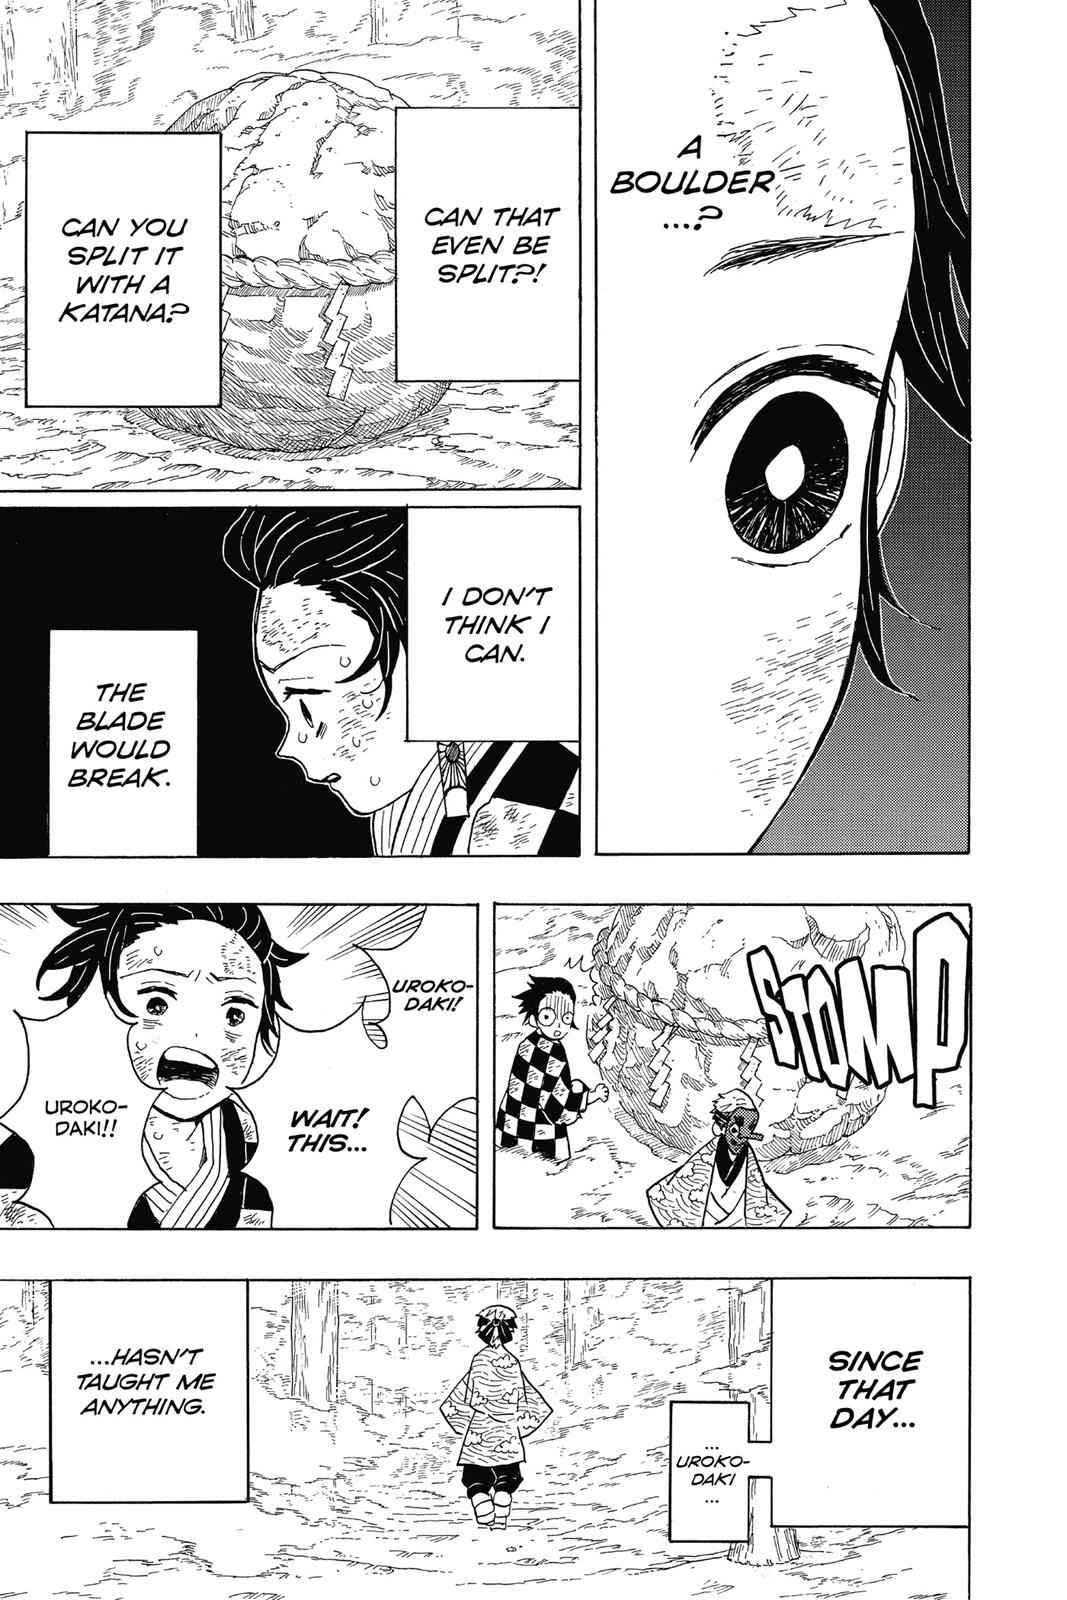 A
BOULDER
...?
CAN THAT
EVEN BE
SPLIT?!
CAN YOU
SPLIT IT
WITH A
KATANA?
I DON'T
THINK I
CAN.
THE
BLADE
WOULD
BREAK.
STOMP
UROKO-
DAKI!
WAIT!
THIS...
UROKO-
DAKI!!
SINCE
THAT
DAY...
...
UROKO-
DAKI
...
...HASN'T
TAUGHT ME
ANYTHING.